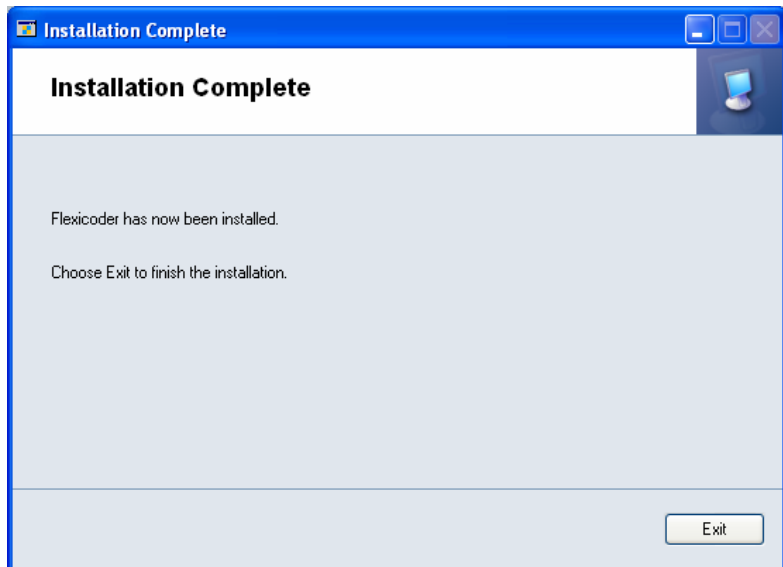 Installation Complete
Installation Complete
Flexicoder has now been installed.
Choose Exit to finish the installation.
Exit